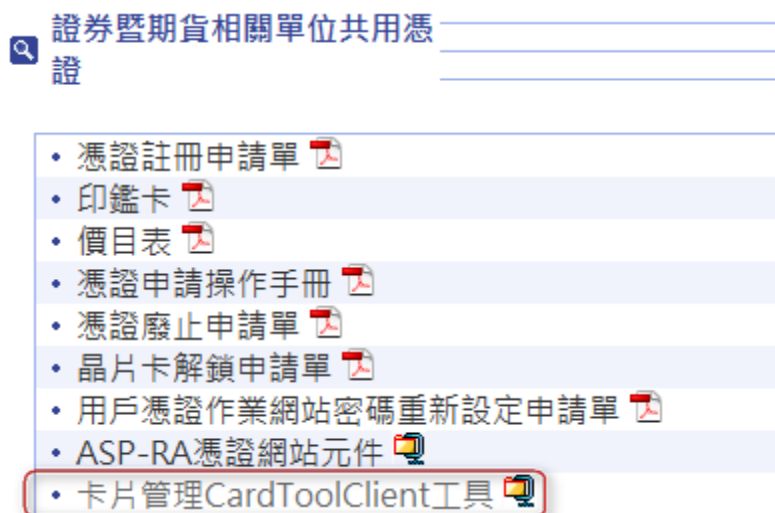 證券暨期貨相關單位共用憑
證
• 憑證註冊申請單
• 印鑑卡
• 價目表
• 憑證申請操作手冊
• 憑證廢止申請單
• 晶片卡解鎖申請單
• 用戶憑證作業網站密碼重新設定申請單
• ASP-RA憑證網站元件
• 卡片管理CardToolClient工具